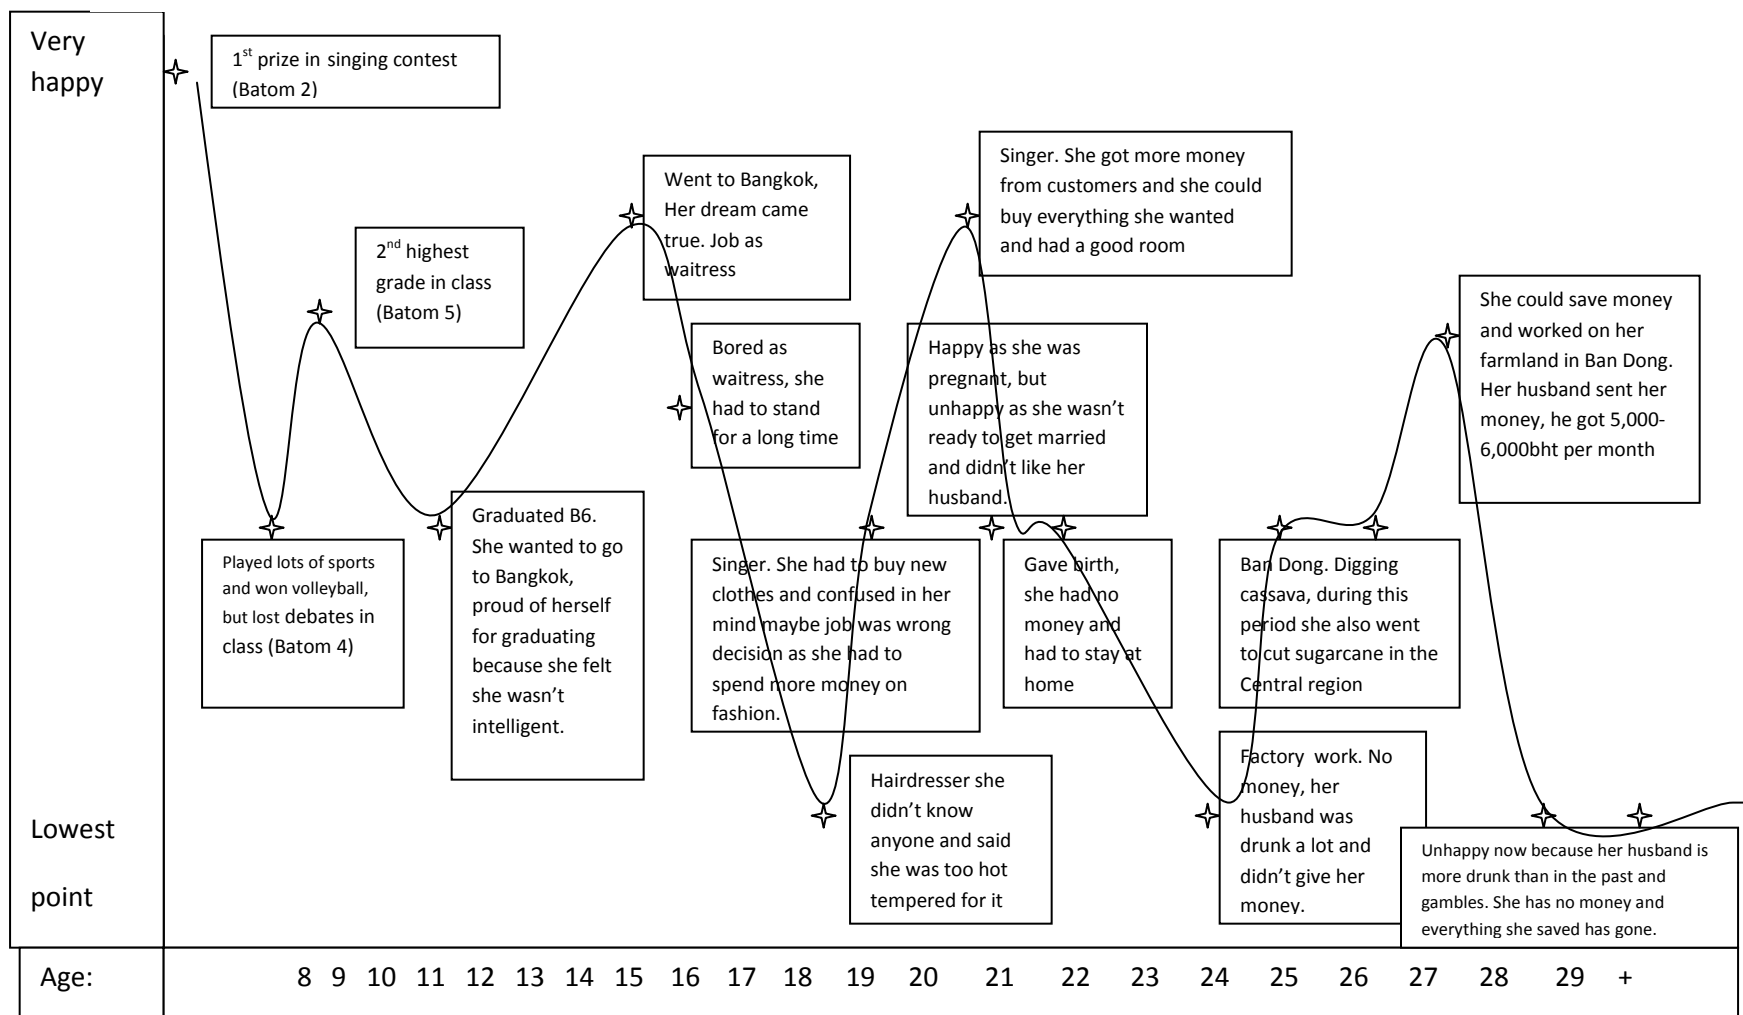 Very
happy
1st prize in singing contest
(Batom 2)
2nd highest
grade in class
(Batom 5)
Went to Bangkok,
Her dream came
true. Job as
waitress
Singer. She got more money
from customers and she could
buy everything she wanted
and had a good room
She could save money
and worked on her
farmland in Ban Dong.
Her husband sent her
money, he got 5,000-
6,000bht per month
Bored as
waitress, she
had to stand
for a long time
Happy as she was
pregnant, but
unhappy as she wasn't
ready to get married
and didn't like her
husband.
Played lots of sports
and won volleyball,
but lost debates in
class (Batom 4)
Graduated B6.
She wanted to go
to Bangkok,
proud of herself
for graduating
because she felt
she wasn't
intelligent.
Singer. She had to buy new
clothes and confused in her
mind maybe job was wrong
decision as she had to
spend more money on
fashion.
Gave birth,
she had no
money and
had to stay at
home
Ban Dong. Digging
cassava, during this
period she also went
to cut sugarcane in the
Central region
Hairdresser she
didn't know
anyone and said
she was too hot
tempered for it
Factory work. No
money, her
husband was
drunk a lot and
didn't give her
money.
Unhappy now because her husband is
more drunk than in the past and
gambles. She has no money and
everything she saved has gone.
Lowest
point
Age: 8 9 10 11 12 13 14 15 16 17 18 19 20 21 22 23 24 25 26 27 28 29 +